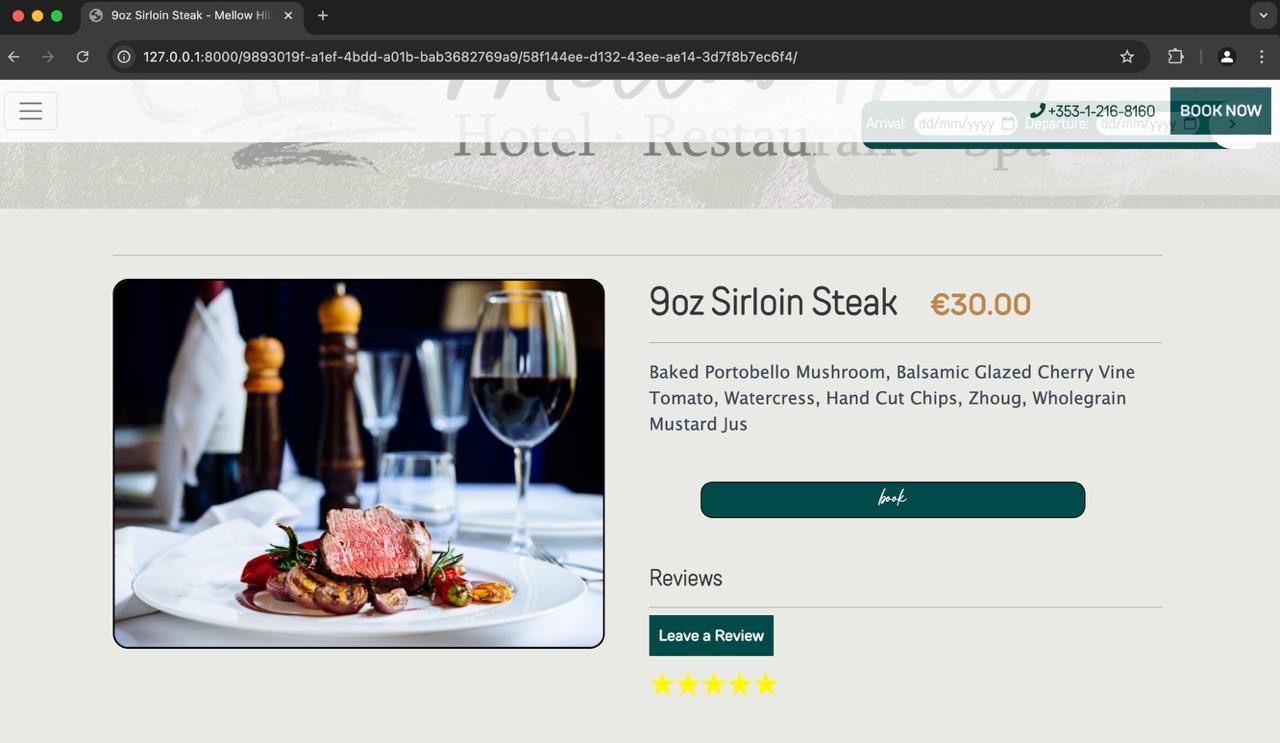 9oz Sirloin Steak - Mellow Hil
127.0.0.1:8000/9893019f-a1ef-4bdd-a01b-bab3682769a9/58f144ee-d132-43ee-ae14-3d7f8b7ec6f4/
Mellow Hills
+353-1-216-8160
BOOK NOW
Arrival: dd/mm/yyyy Departure: dd/mm/yyyy
Hotel · Restaurant · Spa
9oz Sirloin Steak €30.00
Baked Portobello Mushroom, Balsamic Glazed Cherry Vine
Tomato, Watercress, Hand Cut Chips, Zhoug, Wholegrain
Mustard Jus
book
Reviews
Leave a Review